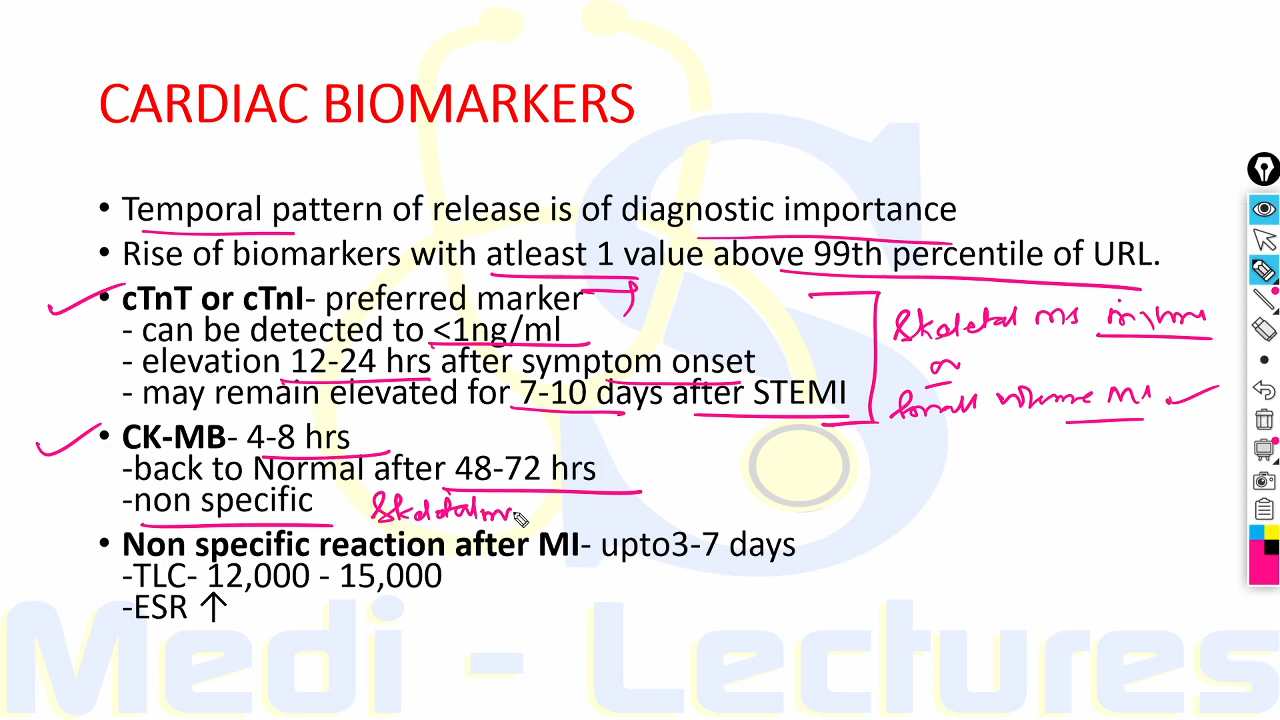 CARDIAC BIOMARKERS
• Temporal pattern of release is of diagnostic importance
• Rise of biomarkers with atleast 1 value above 99th percentile of URL.
• cTnT or cTnI- preferred marker
- can be detected to <1ng/ml
- elevation 12-24 hrs after symptom onset
- may remain elevated for 7-10 days after STEMI
Skeletal ms
or
Small volume MI
• CK-MB- 4-8 hrs
-back to Normal after 48-72 hrs
-non specific
Skeletal m
• Non specific reaction after MI- upto3-7 days
-TLC- 12,000 - 15,000
-ESR ↑
Medi - Lectures